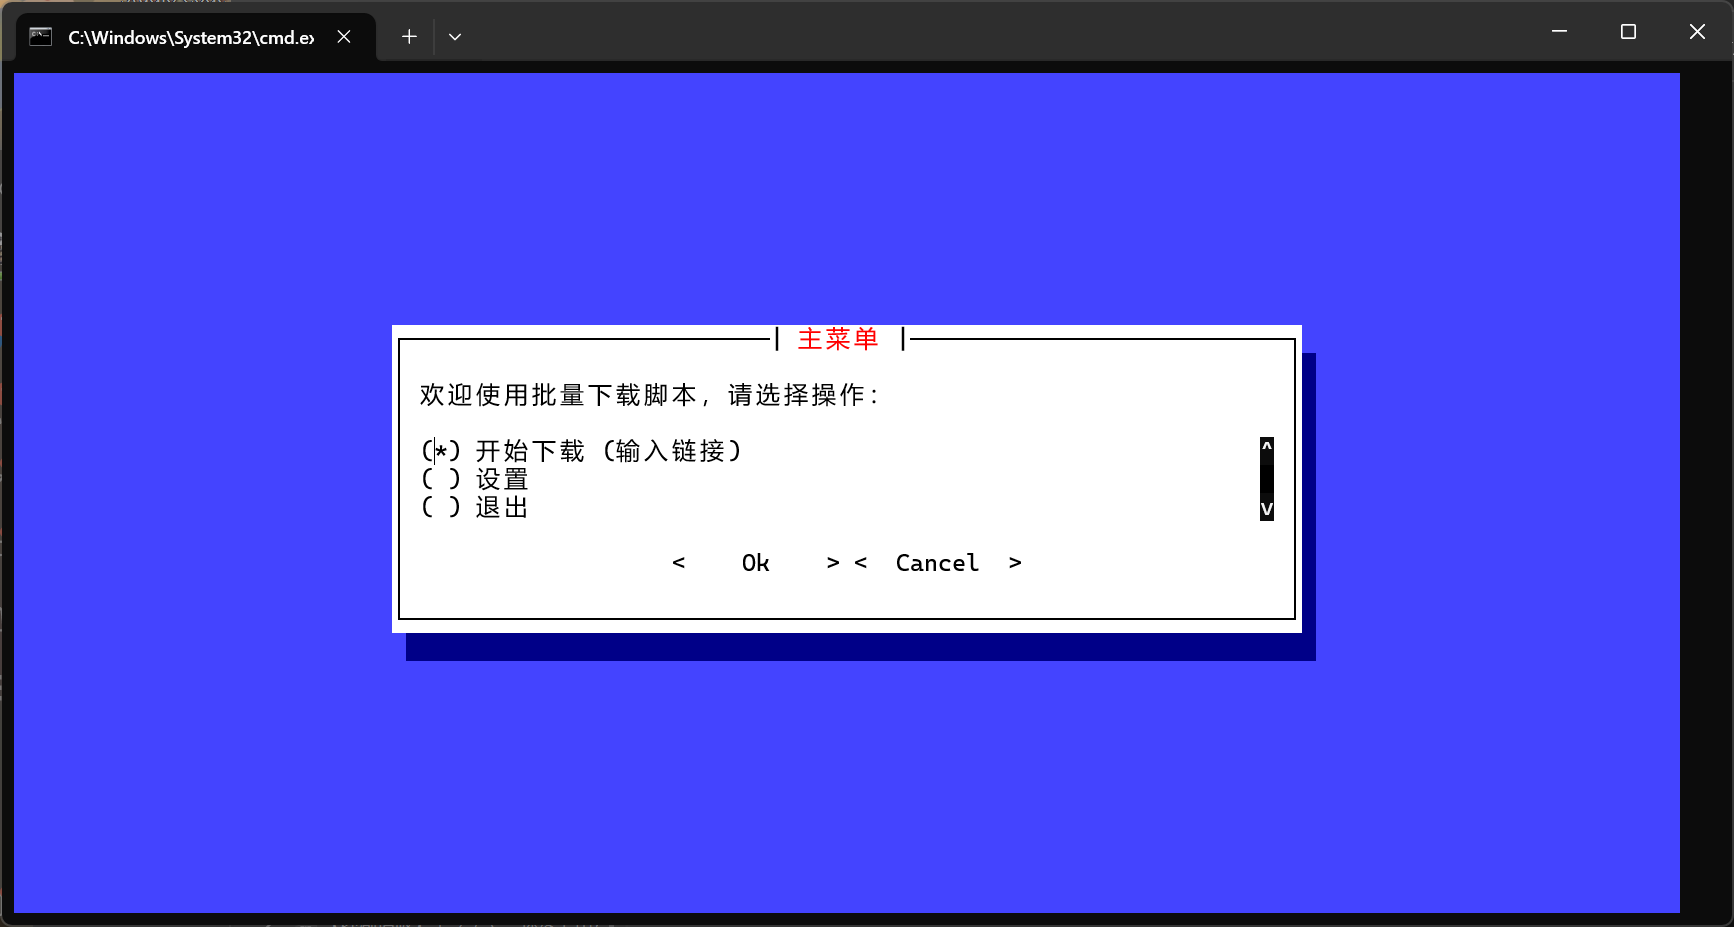 C:\Windows\System32\cmd.ex
主菜单
欢迎使用批量下载脚本，请选择操作：
(*) 开始下载 (输入链接)
( ) 设置
( ) 退出
< Ok > < Cancel >